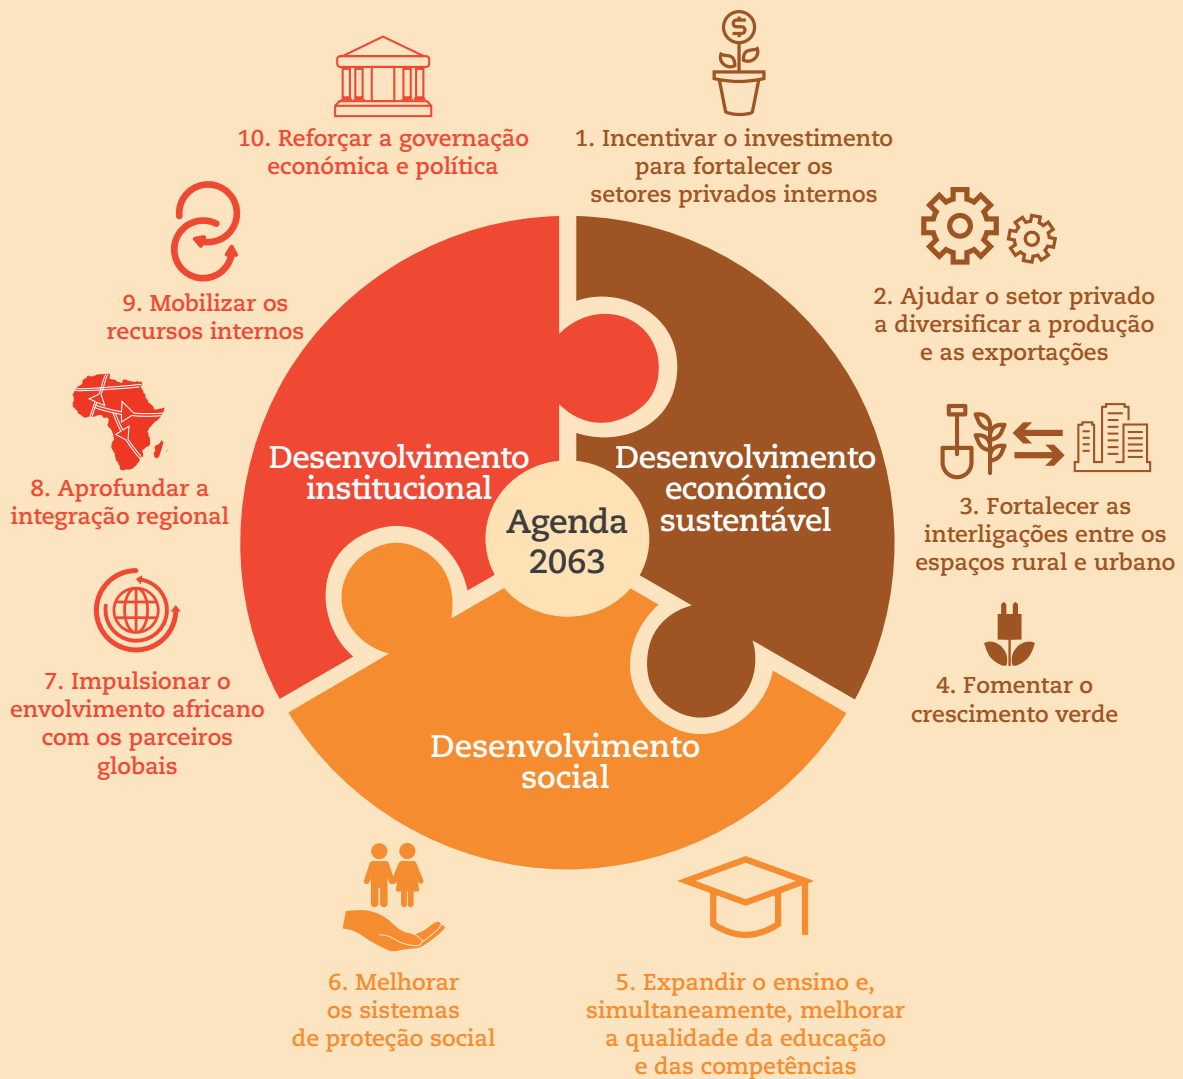 10. Reforçar a governação
económica e política
1. Incentivar o investimento
para fortalecer os
setores privados internos
2. Ajudar o setor privado
a diversificar a produção
e as exportações
3. Fortalecer as
interligações entre os
espaços rural e urbano
4. Fomentar o
crescimento verde
5. Expandir o ensino e,
simultaneamente, melhorar
a qualidade da educação
e das competências
6. Melhorar
os sistemas
de proteção social
7. Impulsionar o
envolvimento africano
com os parceiros
globais
8. Aprofundar a
integração regional
9. Mobilizar os
recursos internos
Desenvolvimento
institucional
Desenvolvimento
económico
sustentável
Agenda
2063
Desenvolvimento
social
$